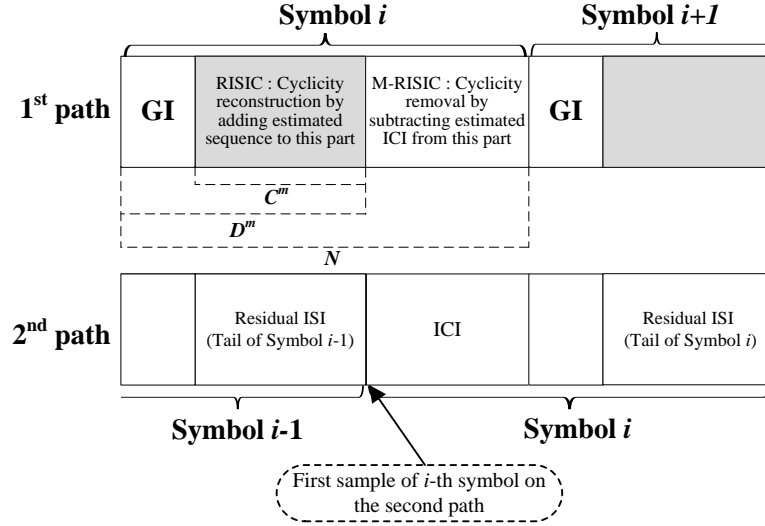 Symbol i
Symbol i+1
1st path
GI
RISIC : Cyclicity
reconstruction by
adding estimated
sequence to this part
M-RISIC : Cyclicity
removal by
subtracting estimated
ICI from this part
GI
C^m
D^m
N
2nd path
Residual ISI
(Tail of Symbol i-1)
ICI
Residual ISI
(Tail of Symbol i)
Symbol i-1
Symbol i
First sample of i-th symbol on
the second path